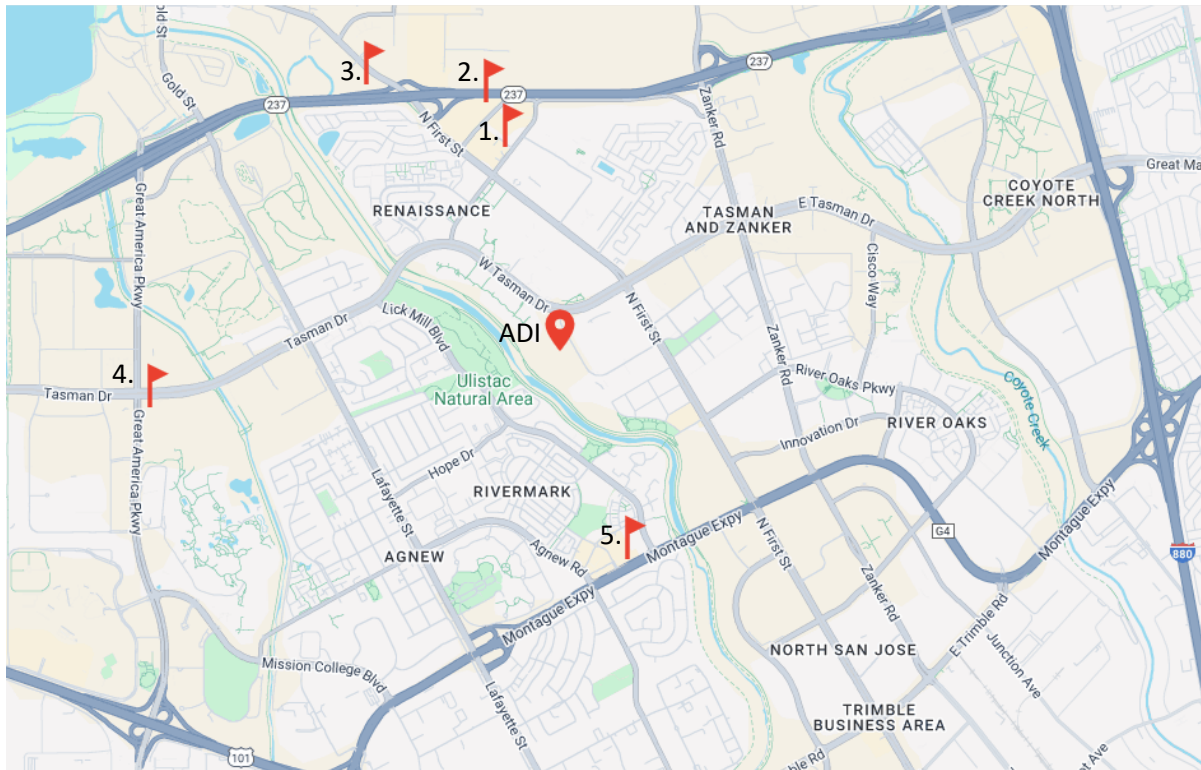 old St
Gold St
3.
2.
237
237
237
1.
N First St
Zanker Rd
Great Ma
COYOTE
CREEK NORTH
Great America Pkwy
RENAISSANCE
TASMAN
AND ZANKER
E Tasman Dr
Cisco Way
W Tasman Dr
N First St
Lick Mill Blvd
Tasman Dr
ADI
Zanker Rd
4.
Tasman Dr
Ulistac
Natural Area
River Oaks Pkwy
Coyote Creek
RIVER OAKS
Innovation Dr
Great America Pkwy
Hope Dr
RIVERMARK
Lafayette St
5.
Montague Expy
N First St
G4
Montague Expy
880
AGNEW
Agnew Rd
Zanker Rd
Montague Expy
E Trimble Rd
Junction Ave
NORTH SAN JOSE
Mission College Blvd
Lafayette St
TRIMBLE
BUSINESS AREA
101
ble Rd
t Ave